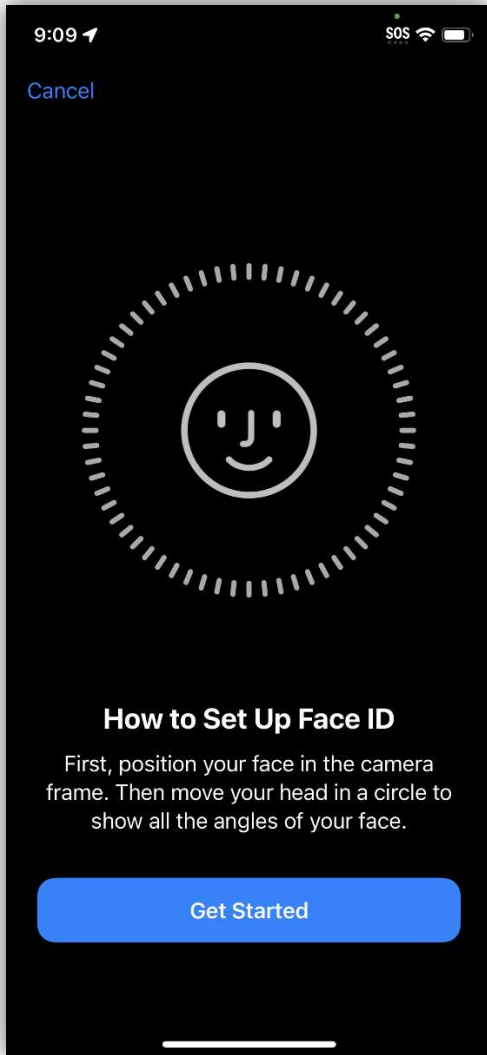 9:09
SOS
Cancel
How to Set Up Face ID
First, position your face in the camera
frame. Then move your head in a circle to
show all the angles of your face.
Get Started